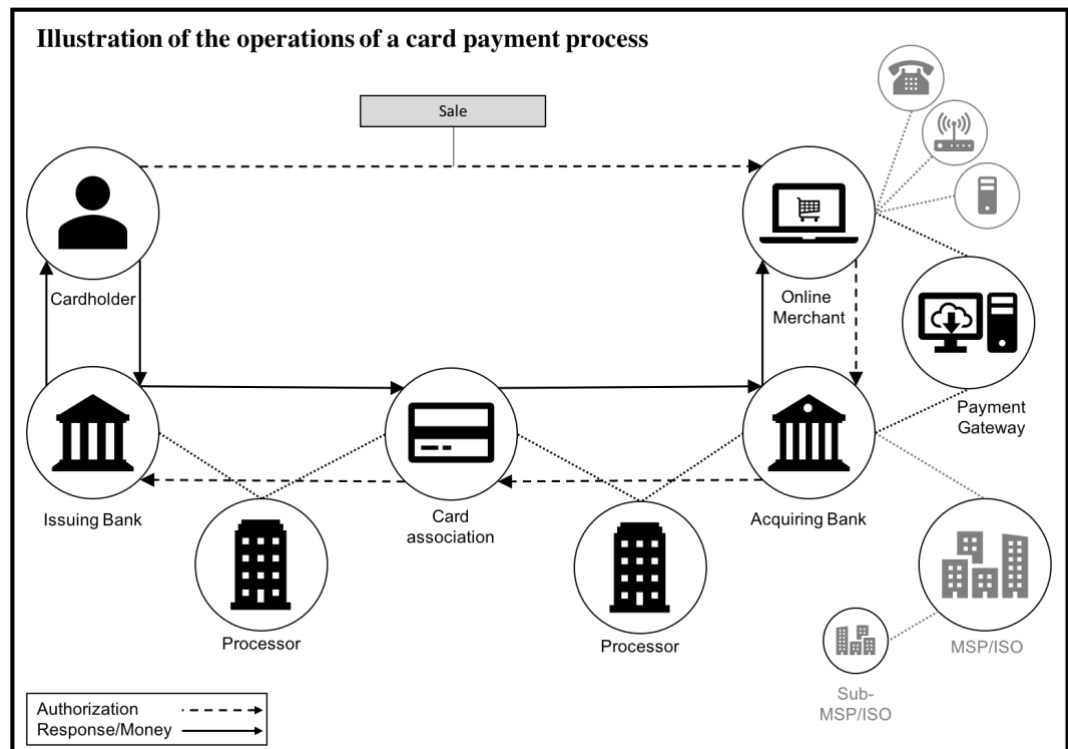 Illustration of the operations of a card payment process
Sale
Cardholder
Online
Merchant
Payment
Gateway
Issuing Bank
Card
association
Acquiring Bank
Processor
Processor
MSP/ISO
Sub-
MSP/ISO
Authorization
Response/Money